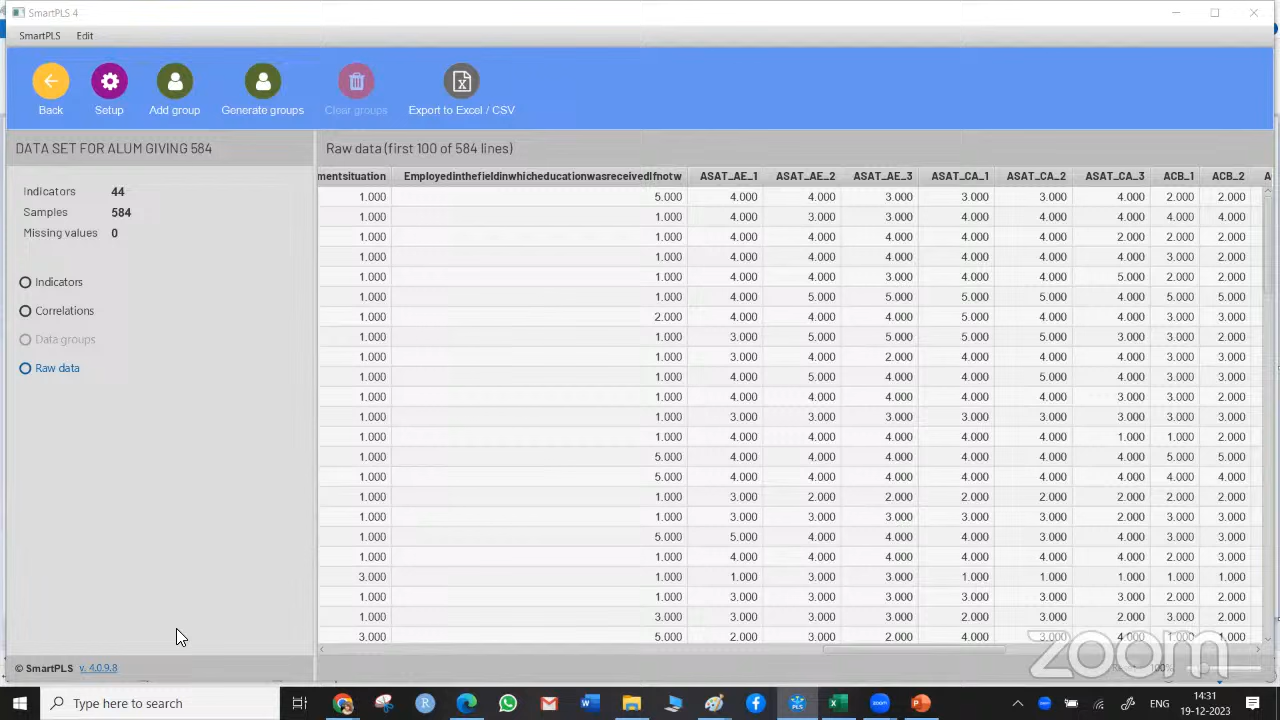 SmartPLS 4
SmartPLS Edit
Back Setup Add group Generate groups Clear groups Export to Excel / CSV
DATA SET FOR ALUM GIVING 584 Raw data (first 100 of 584 lines)
Indicators 44
Samples 584
Missing values 0
Indicators
Correlations
Data groups
Raw data
mentsituation EmployedinthefieldinwhicheducationwasreceivedIfnotw ASAT_AE_1 ASAT_AE_2 ASAT_AE_3 ASAT_CA_1 ASAT_CA_2 ASAT_CA_3 ACB_1 ACB_2 A
1.000 5.000 4.000 4.000 3.000 3.000 3.000 4.000 2.000 2.000
1.000 1.000 4.000 3.000 3.000 4.000 4.000 4.000 4.000 4.000
1.000 1.000 4.000 4.000 4.000 4.000 4.000 2.000 2.000 2.000
1.000 1.000 4.000 4.000 4.000 4.000 4.000 4.000 3.000 2.000
1.000 1.000 4.000 4.000 3.000 4.000 4.000 5.000 2.000 2.000
1.000 1.000 4.000 5.000 5.000 5.000 5.000 4.000 5.000 5.000
1.000 2.000 4.000 4.000 4.000 5.000 4.000 4.000 3.000 3.000
1.000 1.000 3.000 5.000 5.000 5.000 5.000 3.000 3.000 2.000
1.000 1.000 3.000 4.000 2.000 4.000 4.000 4.000 3.000 3.000
1.000 1.000 4.000 5.000 4.000 4.000 5.000 4.000 3.000 3.000
1.000 1.000 4.000 4.000 4.000 4.000 4.000 3.000 3.000 2.000
1.000 1.000 3.000 3.000 3.000 3.000 3.000 3.000 3.000 3.000
1.000 1.000 4.000 4.000 4.000 4.000 4.000 1.000 1.000 2.000
1.000 5.000 4.000 4.000 4.000 4.000 4.000 4.000 5.000 5.000
1.000 5.000 4.000 4.000 4.000 4.000 4.000 4.000 4.000 4.000
1.000 1.000 3.000 2.000 2.000 2.000 2.000 2.000 2.000 2.000
1.000 1.000 3.000 3.000 3.000 3.000 3.000 2.000 3.000 3.000
1.000 5.000 5.000 4.000 4.000 4.000 3.000 4.000 4.000 3.000
1.000 1.000 4.000 4.000 4.000 4.000 4.000 4.000 2.000 3.000
3.000 1.000 1.000 3.000 3.000 1.000 1.000 1.000 1.000 1.000
1.000 1.000 3.000 3.000 3.000 3.000 3.000 3.000 2.000 2.000
1.000 3.000 3.000 3.000 3.000 2.000 3.000 2.000 3.000 2.000
3.000 5.000 2.000 3.000 2.000 4.000 3.000 4.000 1.000 1.000
zoom
© SmartPLS v. 4.0.9.8 100%
Type here to search
ENG
14:31
19-12-2023